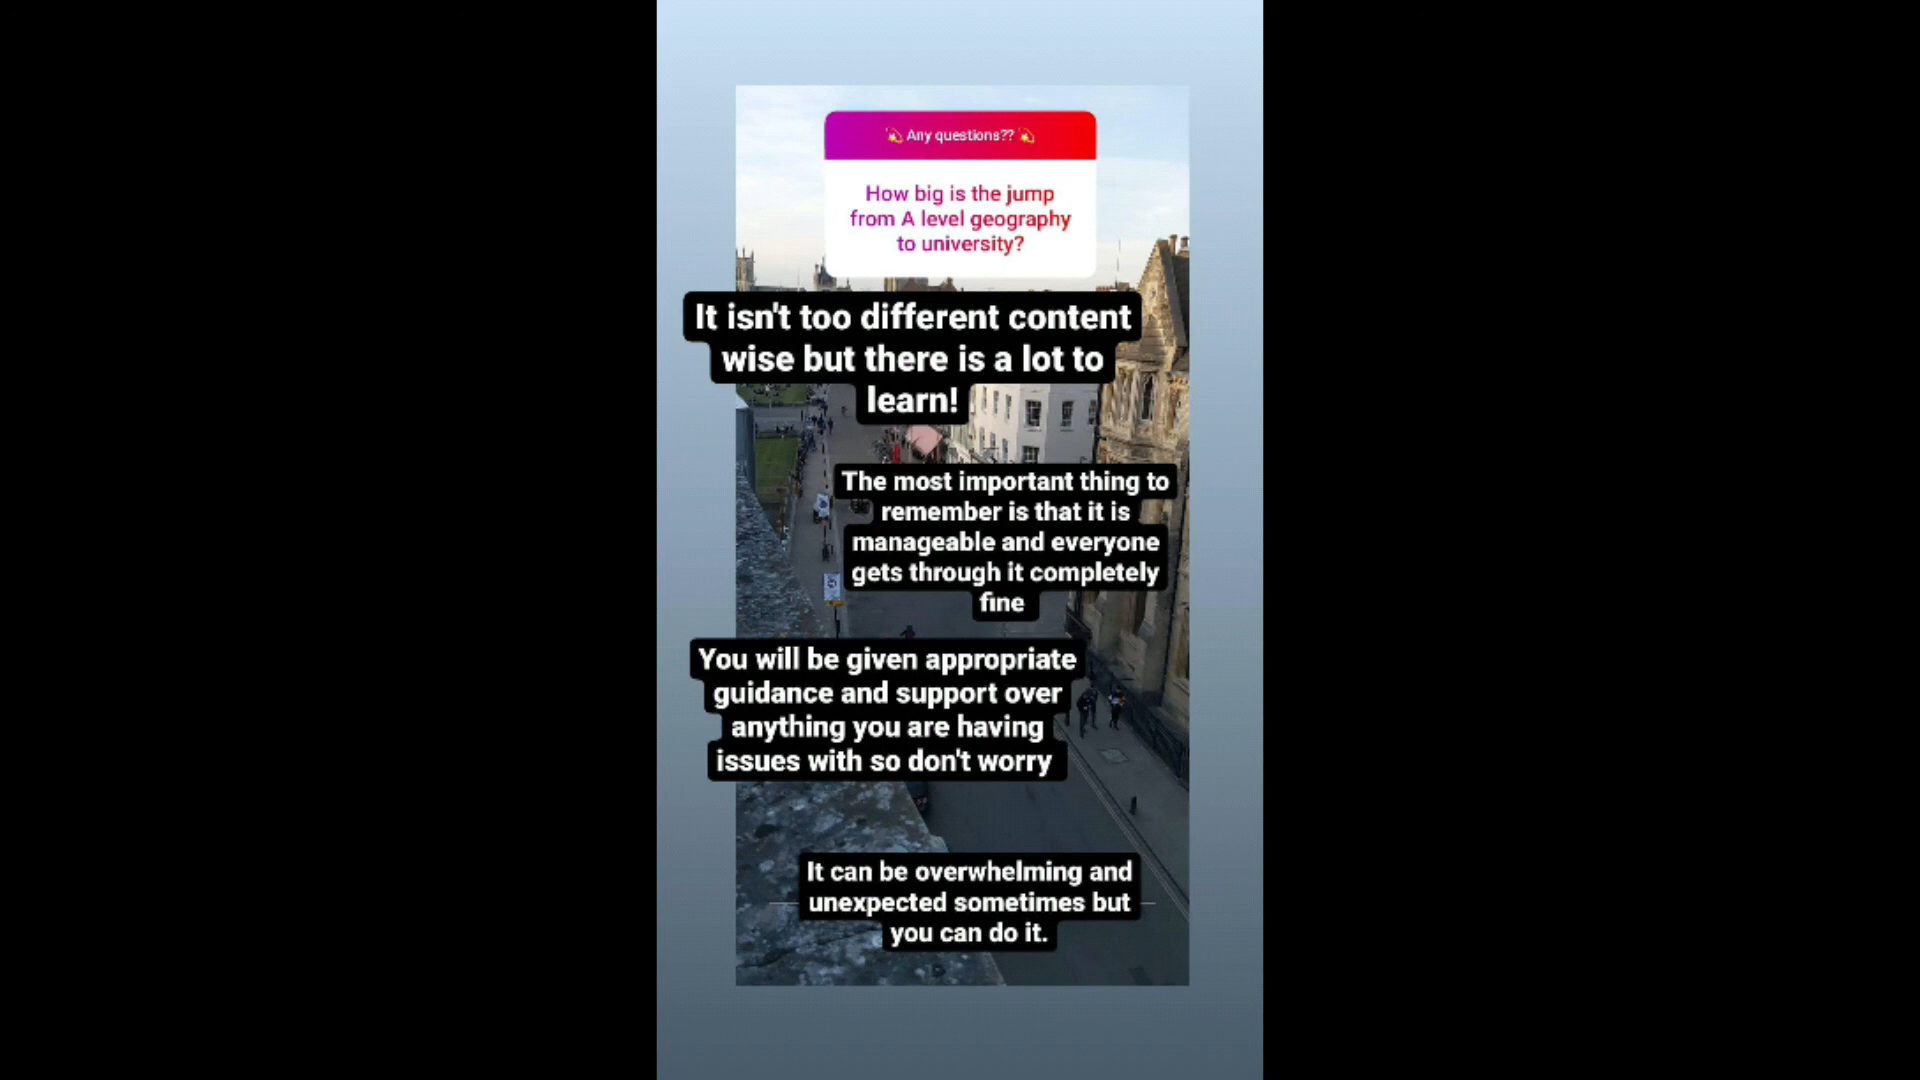 💫 Any questions?? 💫
How big is the jump
from A level geography
to university?
It isn't too different content
wise but there is a lot to
learn!
The most important thing to
remember is that it is
manageable and everyone
gets through it completely
fine
You will be given appropriate
guidance and support over
anything you are having
issues with so don't worry
It can be overwhelming and
unexpected sometimes but
you can do it.